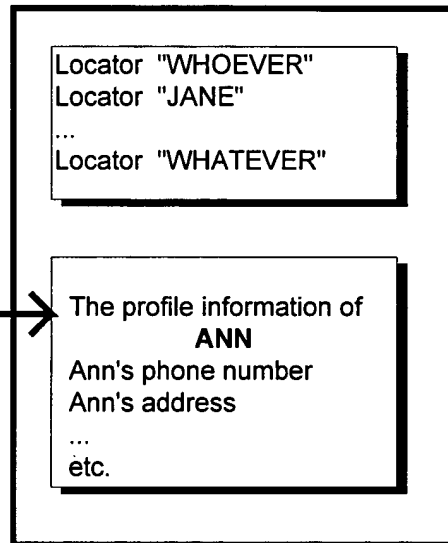 Locator "WHOEVER"
Locator "JANE"
...
Locator "WHATEVER"
The profile information of
ANN
Ann's phone number
Ann's address
...
etc.